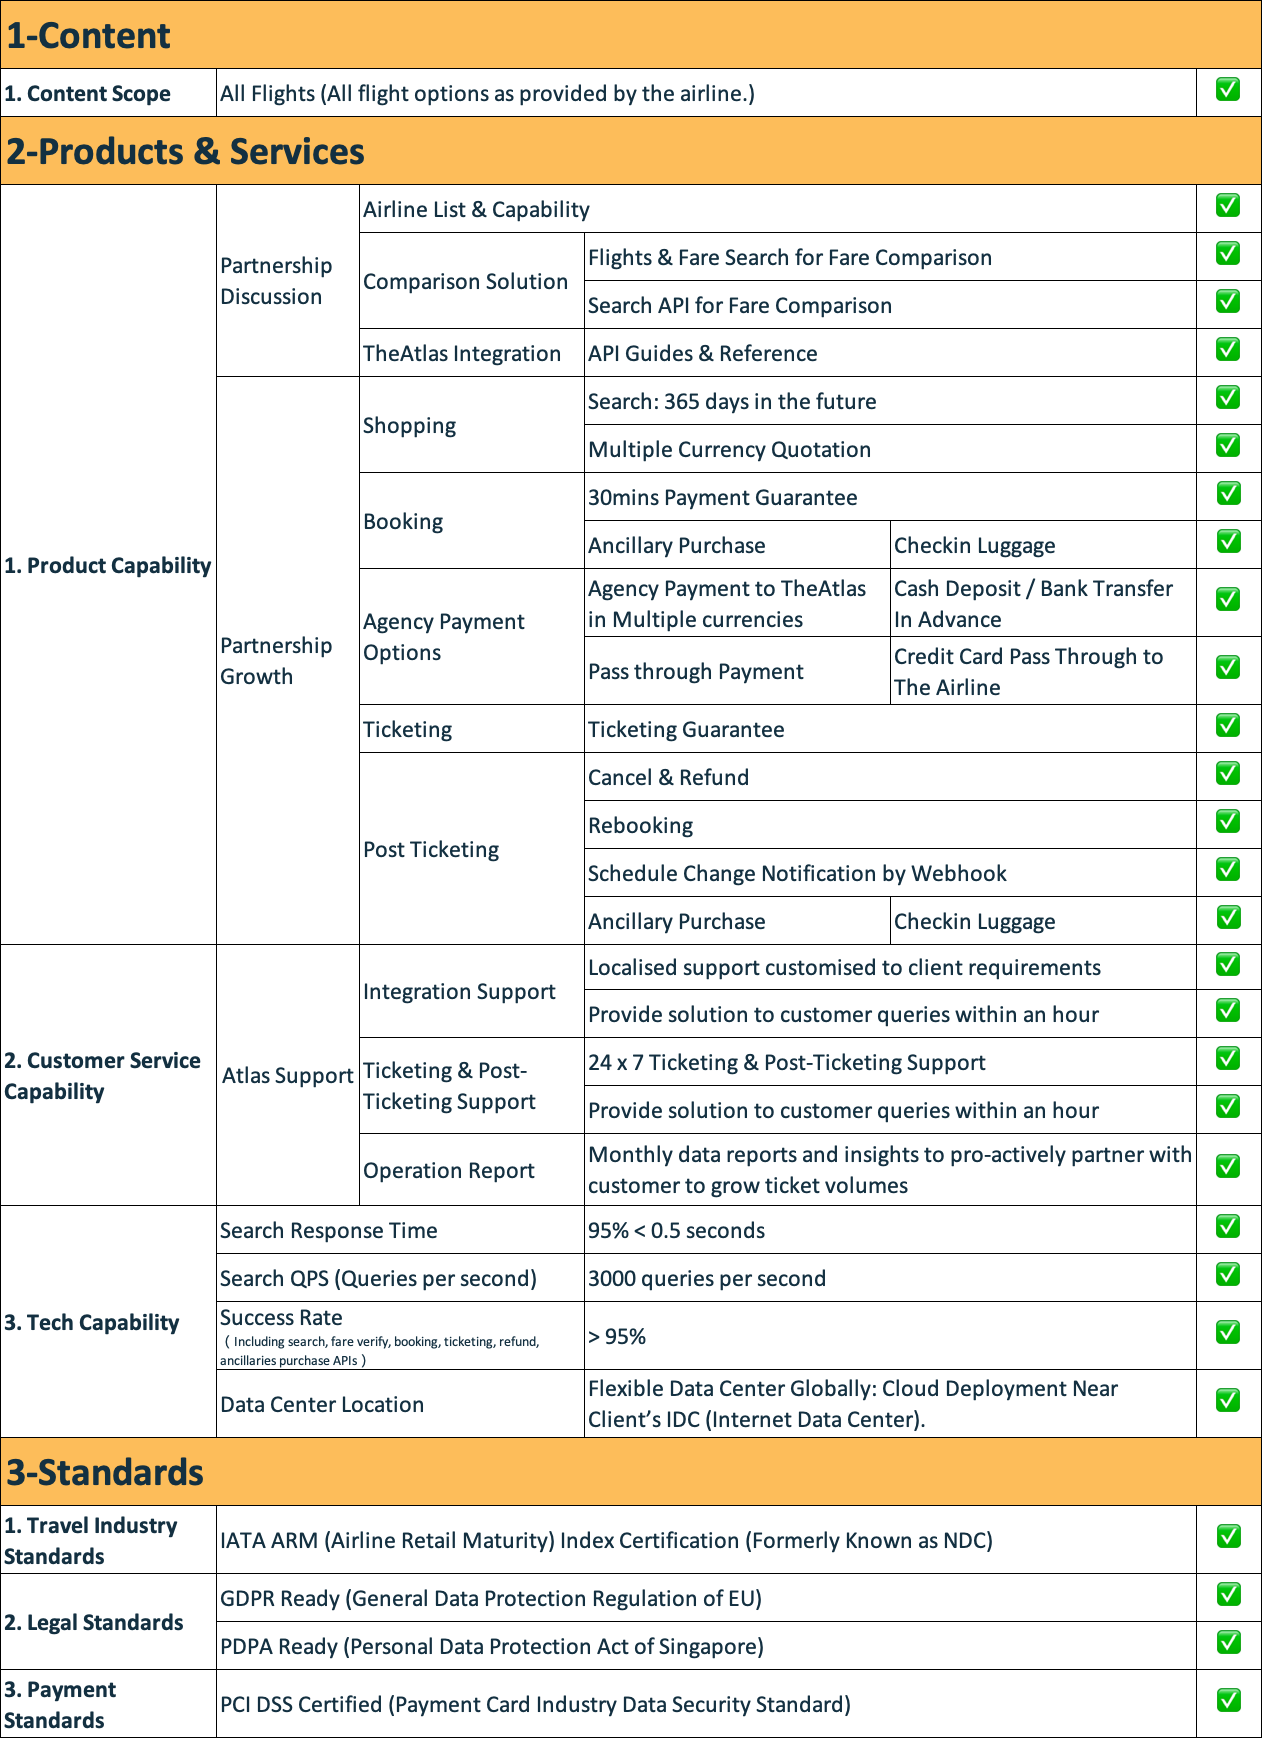 1-Content
1. Content Scope
All Flights (All flight options as provided by the airline.)
2-Products & Services
1. Product Capability
Partnership
Discussion
Airline List & Capability
Comparison Solution
Flights & Fare Search for Fare Comparison
Search API for Fare Comparison
TheAtlas Integration
API Guides & Reference
Partnership
Growth
Shopping
Search: 365 days in the future
Multiple Currency Quotation
Booking
30mins Payment Guarantee
Ancillary Purchase
Checkin Luggage
Agency Payment
Options
Agency Payment to TheAtlas
in Multiple currencies
Cash Deposit / Bank Transfer
In Advance
Pass through Payment
Credit Card Pass Through to
The Airline
Ticketing
Ticketing Guarantee
Post Ticketing
Cancel & Refund
Rebooking
Schedule Change Notification by Webhook
Ancillary Purchase
Checkin Luggage
2. Customer Service
Capability
Atlas Support
Integration Support
Localised support customised to client requirements
Provide solution to customer queries within an hour
Ticketing & Post-
Ticketing Support
24 x 7 Ticketing & Post-Ticketing Support
Provide solution to customer queries within an hour
Operation Report
Monthly data reports and insights to pro-actively partner with
customer to grow ticket volumes
3. Tech Capability
Search Response Time
95% < 0.5 seconds
Search QPS (Queries per second)
3000 queries per second
Success Rate
( Including search, fare verify, booking, ticketing, refund,
ancillaries purchase APIs )
> 95%
Data Center Location
Flexible Data Center Globally: Cloud Deployment Near
Client’s IDC (Internet Data Center).
3-Standards
1. Travel Industry
Standards
IATA ARM (Airline Retail Maturity) Index Certification (Formerly Known as NDC)
2. Legal Standards
GDPR Ready (General Data Protection Regulation of EU)
PDPA Ready (Personal Data Protection Act of Singapore)
3. Payment
Standards
PCI DSS Certified (Payment Card Industry Data Security Standard)